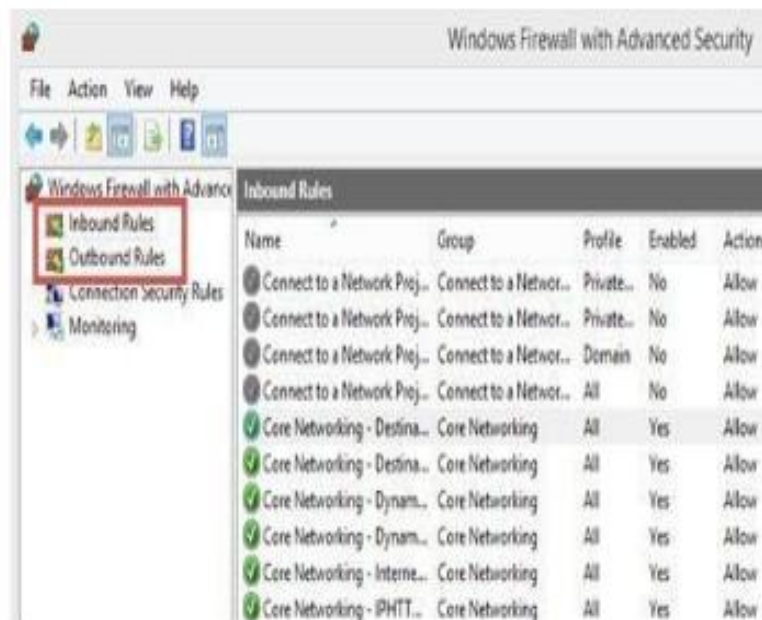 Windows Firewall with Advanced Security
File Action View Help
Windows Firewall with Advance
Inbound Rules
Outbound Rules
Connection Security Rules
Monitoring
Inbound Rules
Name Group Profile Enabled Action
Connect to a Network Proj... Connect to a Networ... Private... No Allow
Connect to a Network Proj... Connect to a Networ... Private... No Allow
Connect to a Network Proj... Connect to a Networ... Domain No Allow
Connect to a Network Proj... Connect to a Networ... All No Allow
Core Networking - Destina... Core Networking All Yes Allow
Core Networking - Destina... Core Networking All Yes Allow
Core Networking - Dynam... Core Networking All Yes Allow
Core Networking - Dynam... Core Networking All Yes Allow
Core Networking - Interne... Core Networking All Yes Allow
Core Networking - IPHTT... Core Networking All Yes Allow